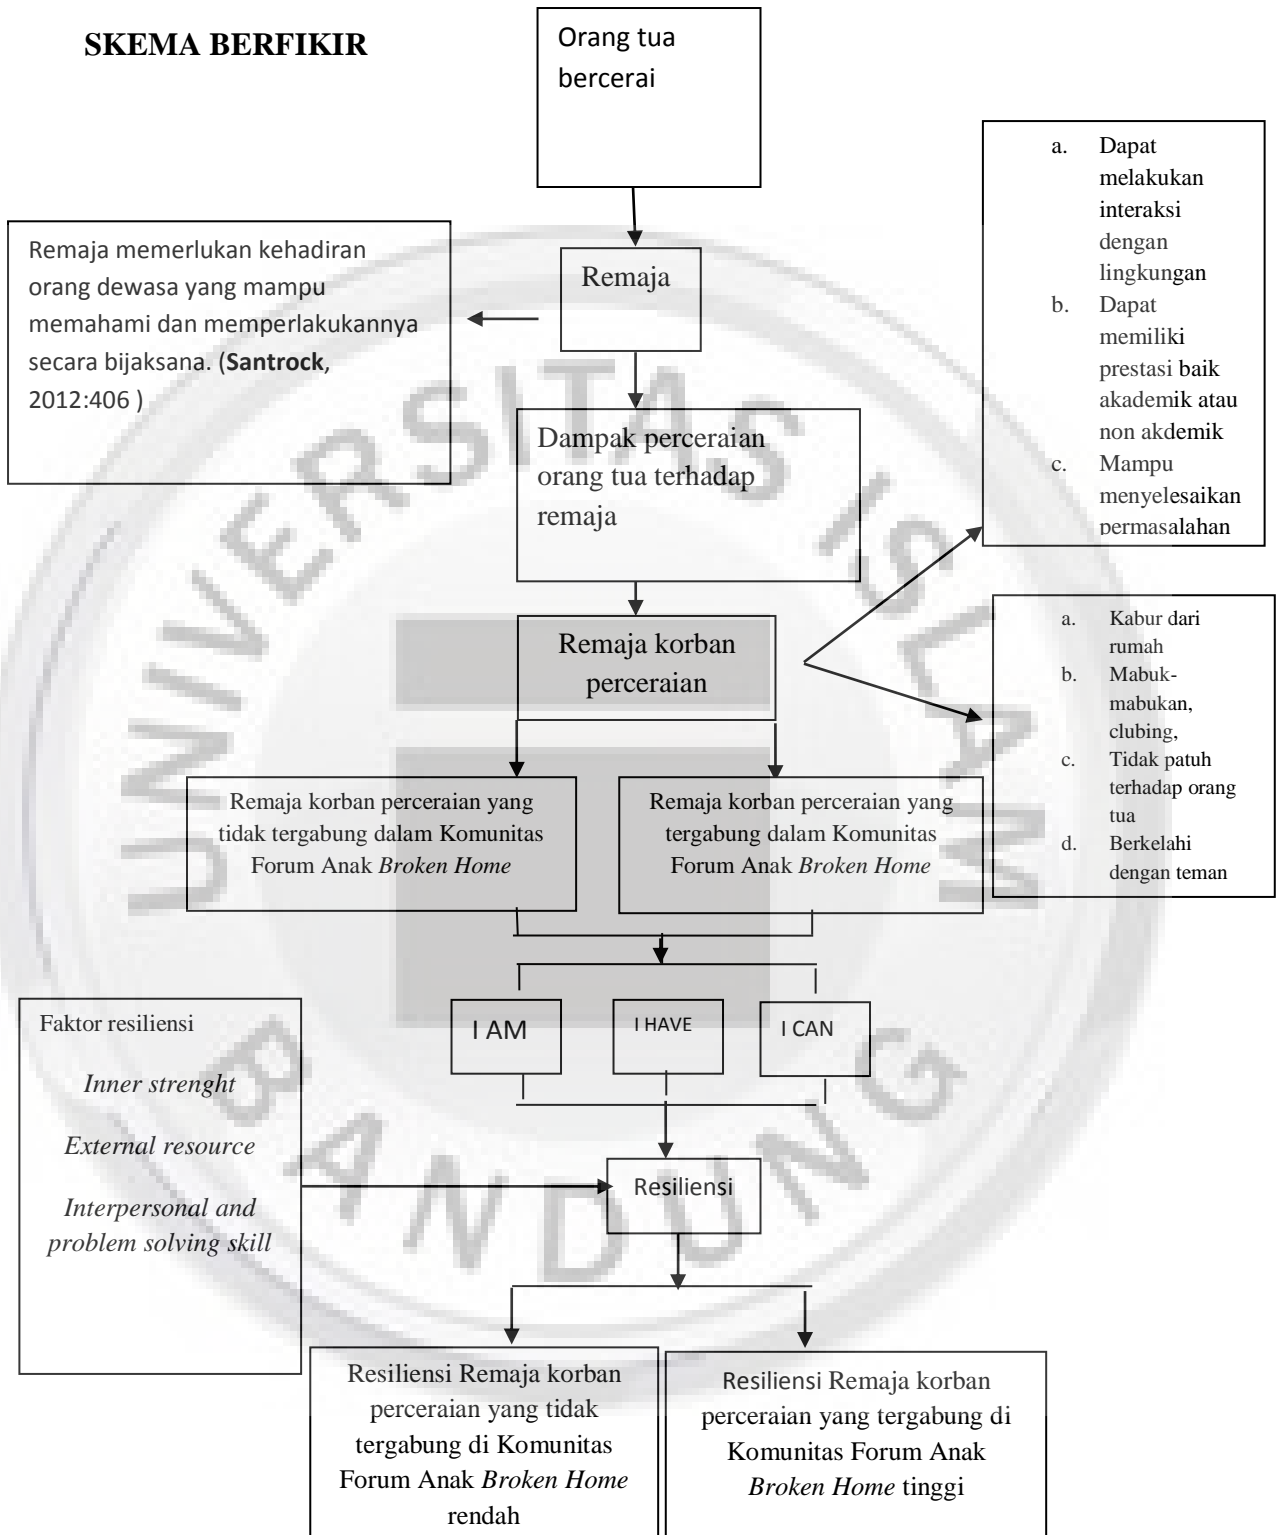 SKEMA BERFIKIR
Orang tua
bercerai
Remaja memerlukan kehadiran
orang dewasa yang mampu
memahami dan memperlakukannya
secara bijaksana. (Santrock,
2012:406 )
Remaja
a. Dapat
melakukan
interaksi
dengan
lingkungan
b. Dapat
memiliki
prestasi baik
akademik atau
non akdemik
c. Mampu
menyelesaikan
permasalahan
Dampak perceraian
orang tua terhadap
remaja
Remaja korban
perceraian
a. Kabur dari
rumah
b. Mabuk-
mabukan,
clubing,
c. Tidak patuh
terhadap orang
tua
d. Berkelahi
dengan teman
Remaja korban perceraian yang
tidak tergabung dalam Komunitas
Forum Anak Broken Home
Remaja korban perceraian yang
tergabung dalam Komunitas
Forum Anak Broken Home
I AM
I HAVE
I CAN
Faktor resiliensi
Inner strenght
External resource
Interpersonal and
problem solving skill
Resiliensi
Resiliensi Remaja korban
perceraian yang tidak
tergabung di Komunitas
Forum Anak Broken Home
rendah
Resiliensi Remaja korban
perceraian yang tergabung di
Komunitas Forum Anak
Broken Home tinggi
UNIVERSITAS ISLAM
BANDUNG